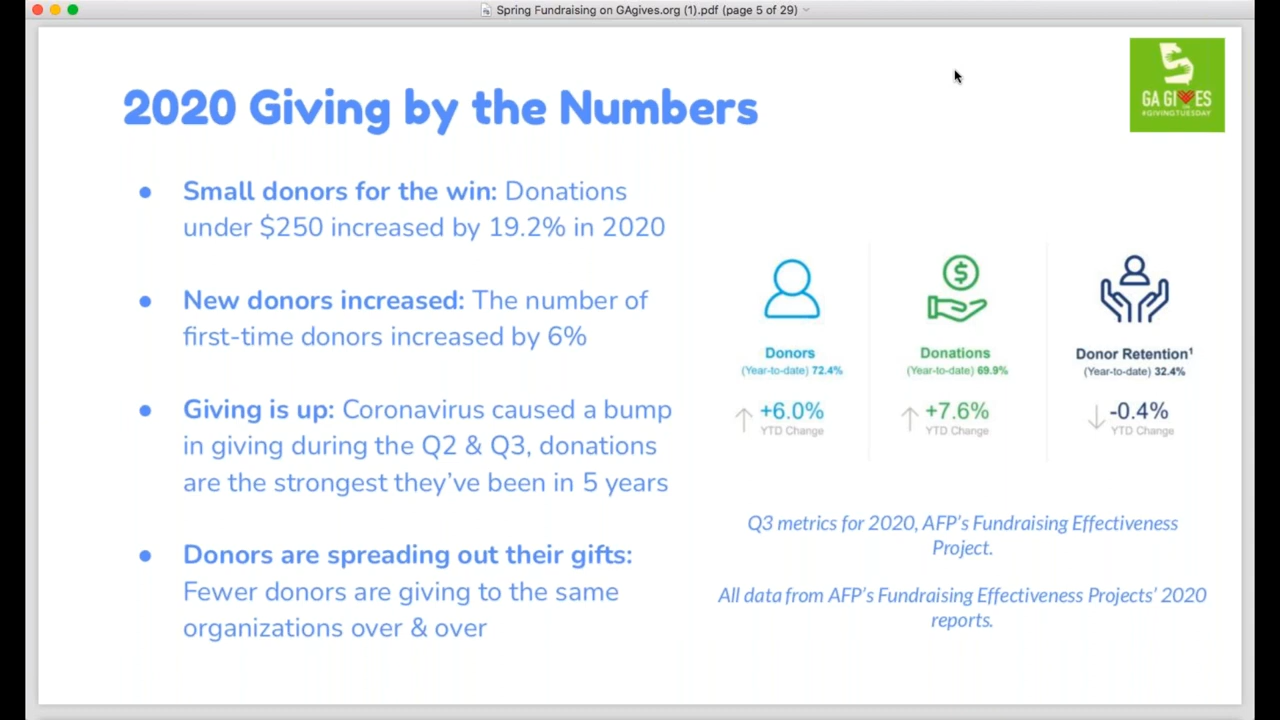 Spring Fundraising on GAgives.org (1).pdf (page 5 of 29)
GA GIVES
#GIVINGTUESDAY
2020 Giving by the Numbers
● Small donors for the win: Donations
under $250 increased by 19.2% in 2020
● New donors increased: The number of
first-time donors increased by 6%
● Giving is up: Coronavirus caused a bump
in giving during the Q2 & Q3, donations
are the strongest they’ve been in 5 years
● Donors are spreading out their gifts:
Fewer donors are giving to the same
organizations over & over
Donors
(Year-to-date) 72.4%
+6.0%
YTD Change
Donations
(Year-to-date) 69.9%
+7.6%
YTD Change
Donor Retention¹
(Year-to-date) 32.4%
-0.4%
YTD Change
Q3 metrics for 2020, AFP’s Fundraising Effectiveness
Project.
All data from AFP’s Fundraising Effectiveness Projects’ 2020
reports.